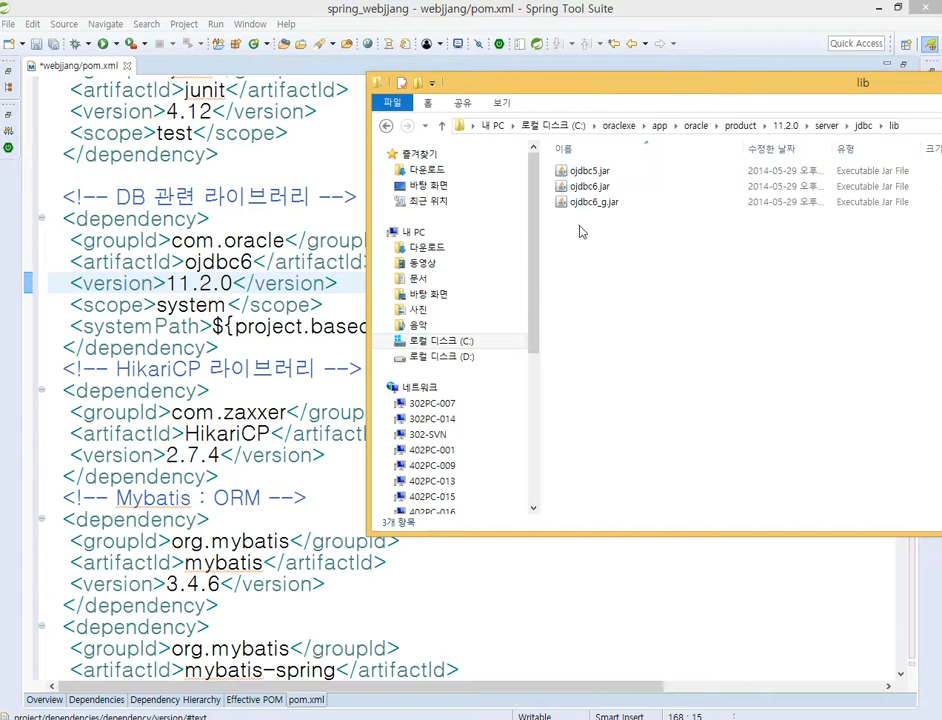 spring_webjjang - webjjang/pom.xml - Spring Tool Suite
File Edit Source Navigate Search Project Run Window Help
Quick Access
*webjjang/pom.xml
<artifactId>junit</artifactId>
<version>4.12</version>
<scope>test</scope>
</dependency>
<!-- DB 관련 라이브러리 -->
<dependency>
<groupId>com.oracle</groupId>
<artifactId>ojdbc6</artifactId>
<version>11.2.0</version>
<scope>system</scope>
<systemPath>${project.basec
</dependency>
<!-- HikariCP 라이브러리 -->
<dependency>
<groupId>com.zaxxer</groupI
<artifactId>HikariCP</artifactI
<version>2.7.4</version>
</dependency>
<!-- Mybatis : ORM -->
<dependency>
<groupId>org.mybatis</groupId>
<artifactId>mybatis</artifactId>
<version>3.4.6</version>
</dependency>
<dependency>
<groupId>org.mybatis</groupId>
<artifactId>mybatis-spring</artifactId>
Overview Dependencies Dependency Hierarchy Effective POM pom.xml
project/dependencies/dependency/version/#text
Writable Smart Insert 168 : 15
lib
파일 홈 공유 보기
내 PC 로컬 디스크 (C:) oraclexe app oracle product 11.2.0 server jdbc lib
즐겨찾기
다운로드
바탕 화면
최근 위치
내 PC
다운로드
동영상
문서
바탕 화면
사진
음악
로컬 디스크 (C:)
로컬 디스크 (D:)
네트워크
302PC-007
302PC-014
302-SVN
402PC-001
402PC-009
402PC-013
402PC-015
402PC-016
이름 수정한 날짜 유형 크기
ojdbc5.jar 2014-05-29 오후... Executable Jar File
ojdbc6.jar 2014-05-29 오후... Executable Jar File
ojdbc6_g.jar 2014-05-29 오후... Executable Jar File
3개 항목